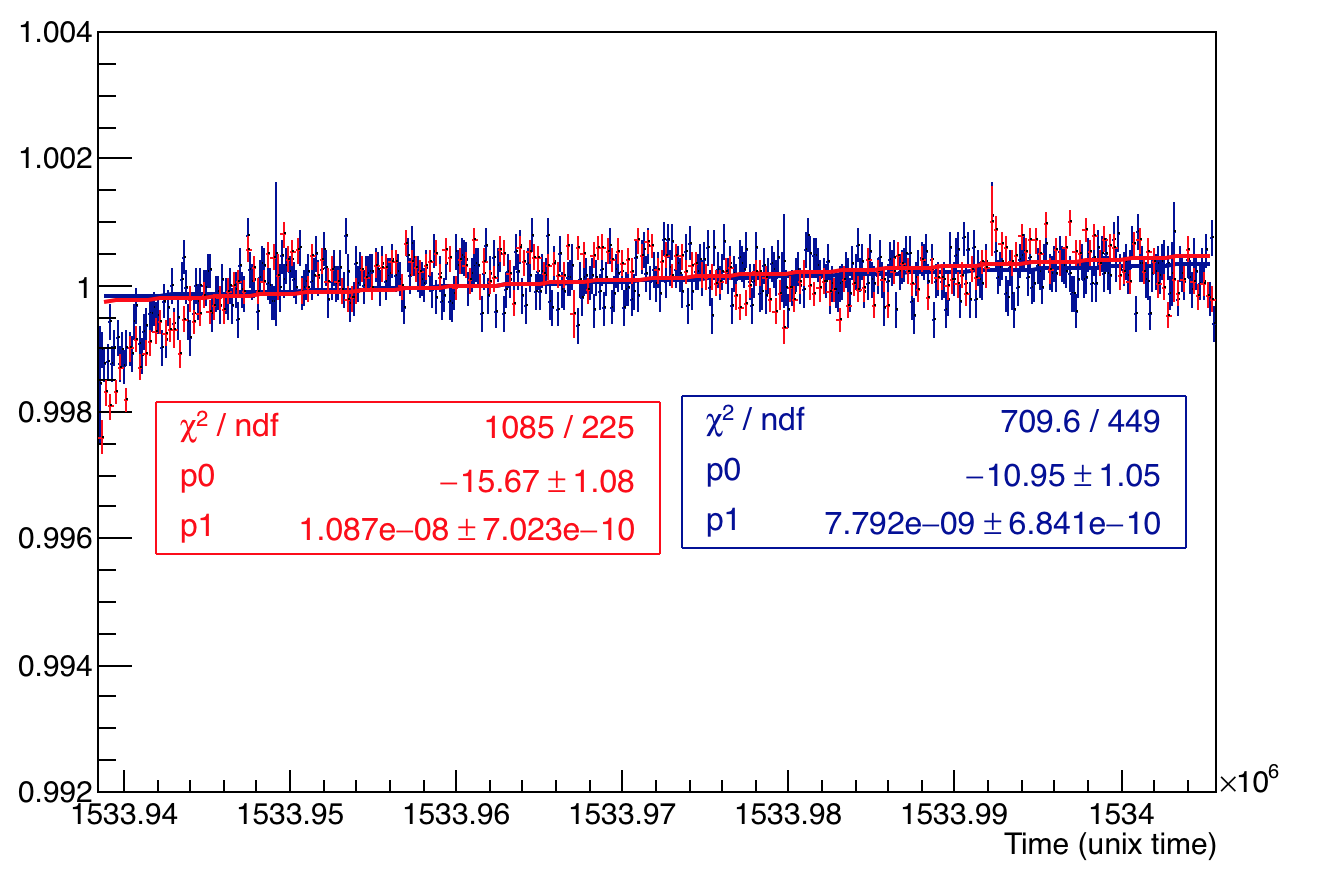 1.004
1.002
1
0.998
0.996
0.994
0.992
χ² / ndf 1085 / 225
p0 −15.67 ± 1.08
p1 1.087e−08 ± 7.023e−10
χ² / ndf 709.6 / 449
p0 −10.95 ± 1.05
p1 7.792e−09 ± 6.841e−10
1533.94 1533.95 1533.96 1533.97 1533.98 1533.99 1534
×10⁶
Time (unix time)